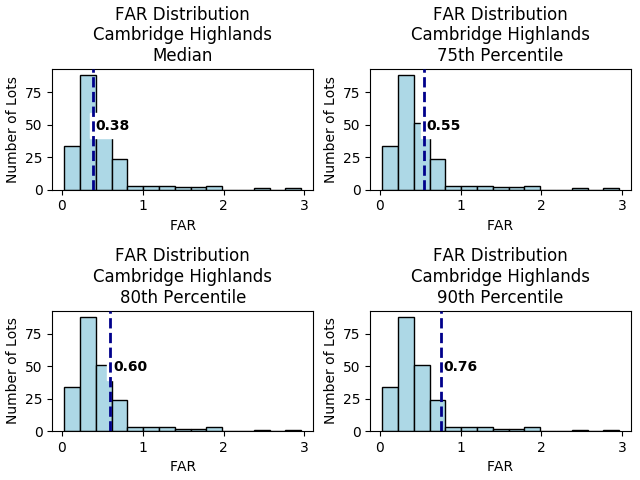 FAR Distribution
Cambridge Highlands
Median
Number of Lots
75
50
25
0
0.38
0 1 2 3
FAR
FAR Distribution
Cambridge Highlands
75th Percentile
Number of Lots
75
50
25
0
0.55
0 1 2 3
FAR
FAR Distribution
Cambridge Highlands
80th Percentile
Number of Lots
75
50
25
0
0.60
0 1 2 3
FAR
FAR Distribution
Cambridge Highlands
90th Percentile
Number of Lots
75
50
25
0
0.76
0 1 2 3
FAR